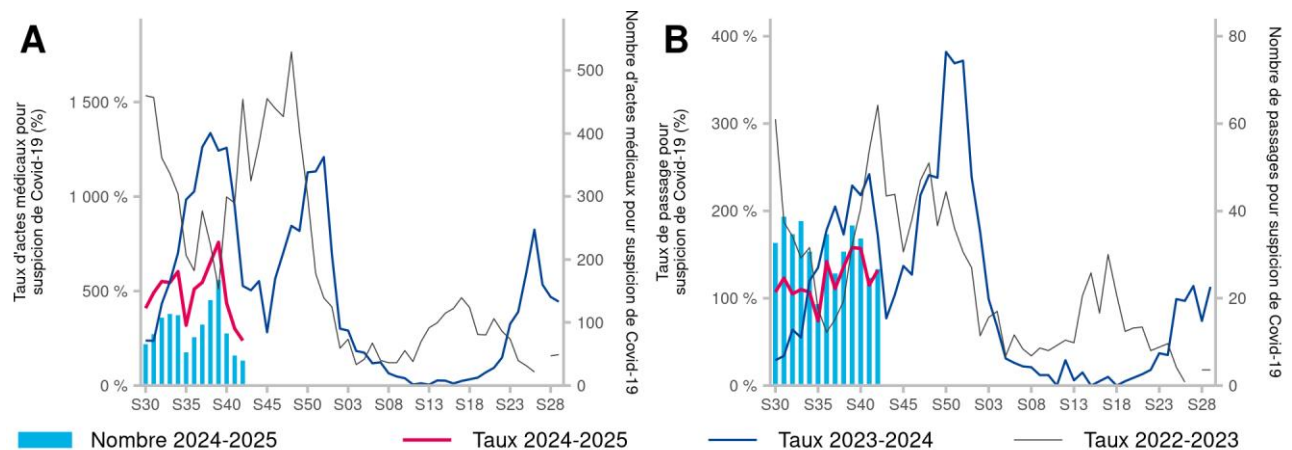 A
Taux d'actes médicaux pour
suspicion de Covid-19 (%)
1 500 %
1 000 %
500 %
0 %
500
400
300
200
100
0
Nombre d'actes médicaux pour suspicion de Covid-19
S30 S35 S40 S45 S50 S03 S08 S13 S18 S23 S28
B
Taux de passage pour
suspicion de Covid-19 (%)
400 %
300 %
200 %
100 %
0 %
80
60
40
20
0
Nombre de passages pour suspicion de Covid-19
S30 S35 S40 S45 S50 S03 S08 S13 S18 S23 S28
Nombre 2024-2025 Taux 2024-2025 Taux 2023-2024 Taux 2022-2023